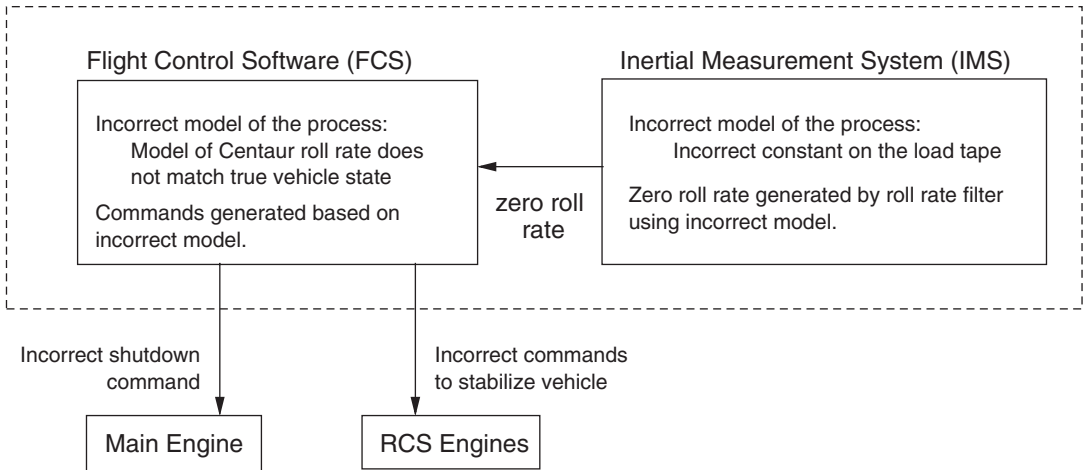 Flight Control Software (FCS)
Incorrect model of the process:
Model of Centaur roll rate does
not match true vehicle state
Commands generated based on
incorrect model.
zero roll
rate
Inertial Measurement System (IMS)
Incorrect model of the process:
Incorrect constant on the load tape
Zero roll rate generated by roll rate filter
using incorrect model.
Incorrect shutdown
command
Incorrect commands
to stabilize vehicle
Main Engine
RCS Engines